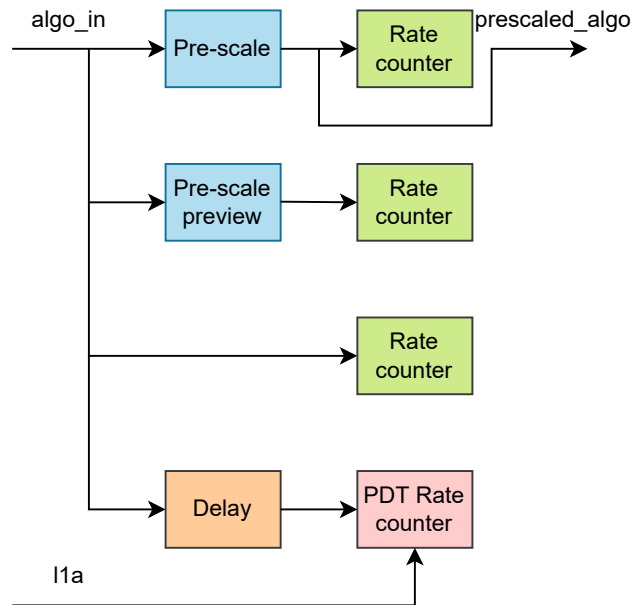 algo_in
Pre-scale
Rate
counter
prescaled_algo
Pre-scale
preview
Rate
counter
Rate
counter
Delay
PDT Rate
counter
l1a